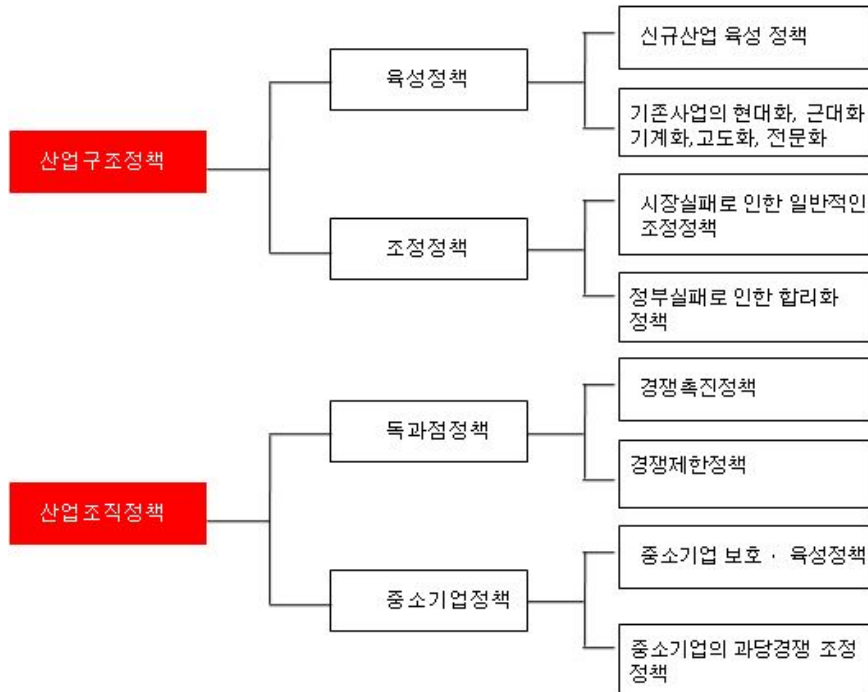 산업구조정책
육성정책
신규산업 육성 정책
기존사업의 현대화, 근대화
기계화,고도화, 전문화
조정정책
시장실패로 인한 일반적인
조정정책
정부실패로 인한 합리화
정책
산업조직정책
독과점정책
경쟁촉진정책
경쟁제한정책
중소기업정책
중소기업 보호 · 육성정책
중소기업의 과당경쟁 조정
정책